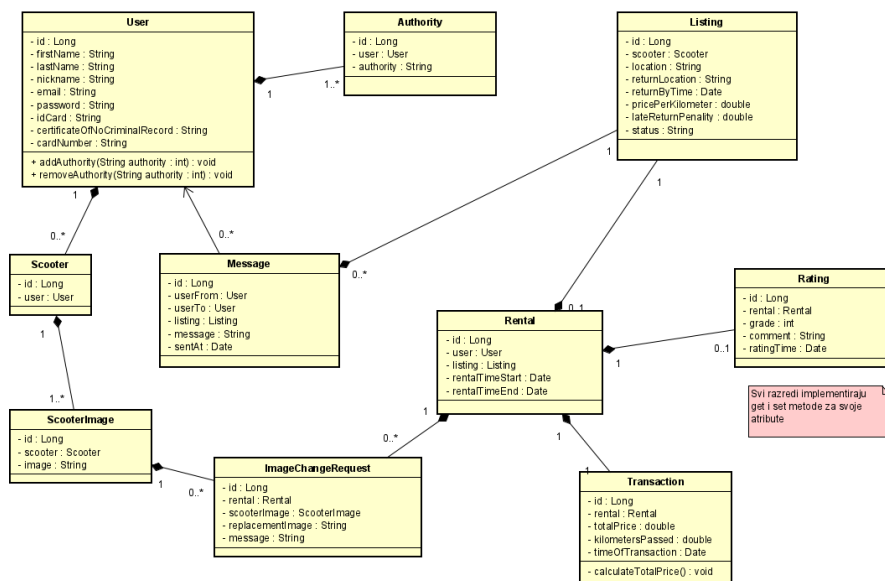 User
- id : Long
- firstName : String
- lastName : String
- nickname : String
- email : String
- password : String
- idCard : String
- certificateOfNoCriminalRecord : String
- cardNumber : String
+ addAuthority(String authority : int) : void
+ removeAuthority(String authority : int) : void
1
1..*
Authority
- id : Long
- user : User
- authority : String
Listing
- id : Long
- scooter : Scooter
- location : String
- returnLocation : String
- returnByTime : Date
- pricePerKilometer : double
- lateReturnPenality : double
- status : String
1
1
1
0..*
0..*
Scooter
- id : Long
- user : User
1
Message
- id : Long
- userFrom : User
- userTo : User
- listing : Listing
- message : String
- sentAt : Date
0..*
0..1
Rental
- id : Long
- user : User
- listing : Listing
- rentalTimeStart : Date
- rentalTimeEnd : Date
1
0..1
1
1
Rating
- id : Long
- rental : Rental
- grade : int
- comment : String
- ratingTime : Date
Svi razredi implementiraju
get i set metode za svoje
atribute
1..*
ScooterImage
- id : Long
- scooter : Scooter
- image : String
1
0..*
0..*
ImageChangeRequest
- id : Long
- rental : Rental
- scooterImage : ScooterImage
- replacementImage : String
- message : String
1
Transaction
- id : Long
- rental : Rental
- totalPrice : double
- kilometersPassed : double
- timeOfTransaction : Date
- calculateTotalPrice() : void